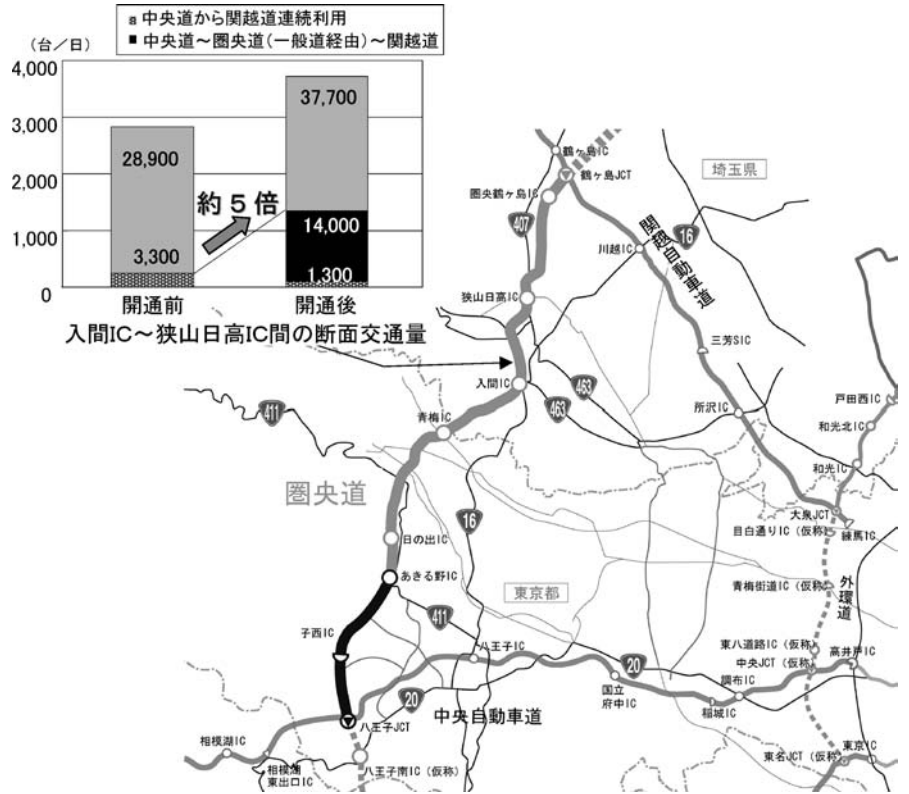 中央道から関越道連続利用
中央道～圏央道(一般道経由)～関越道
(台／日)
4,000
3,000
2,000
1,000
0
28,900
3,300
約５倍
37,700
14,000
1,300
開通前
開通後
入間IC～狭山日高IC間の断面交通量
鶴ヶ島IC
鶴ヶ島JCT
圏央鶴ヶ島IC
埼玉県
407
川越IC
16
関越自動車道
狭山日高IC
三芳SIC
入間IC
463
463
411
青梅IC
所沢IC
戸田西IC
和光北IC
和光IC
圏央道
大泉JCT
目白通りIC (仮称)
練馬IC
16
日の出IC
あきる野IC
東京都
青梅街道IC (仮称)
外環道
411
子西IC
八王子IC
東八道路IC (仮称)
高井戸IC
中央JCT (仮称)
20
調布IC
国立
府中IC
稲城IC
20
中央自動車道
八王子JCT
相模湖IC
相模湖
東出口IC
八王子南IC (仮称)
東名JCT (仮称)
東京IC